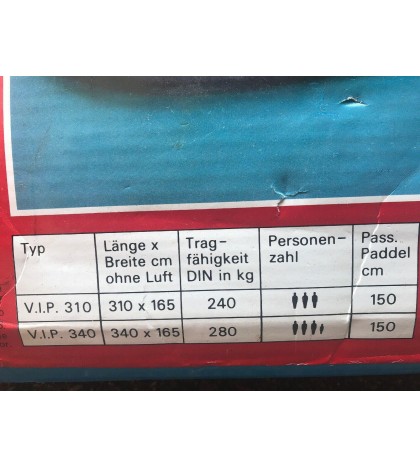 Typ
Länge x
Breite cm
ohne Luft
Trag-
fähigkeit
DIN in kg
Personen-
zahl
Pass.
Paddel
cm
V.I.P. 310 310 x 165 240 150
V.I.P. 340 340 x 165 280 150